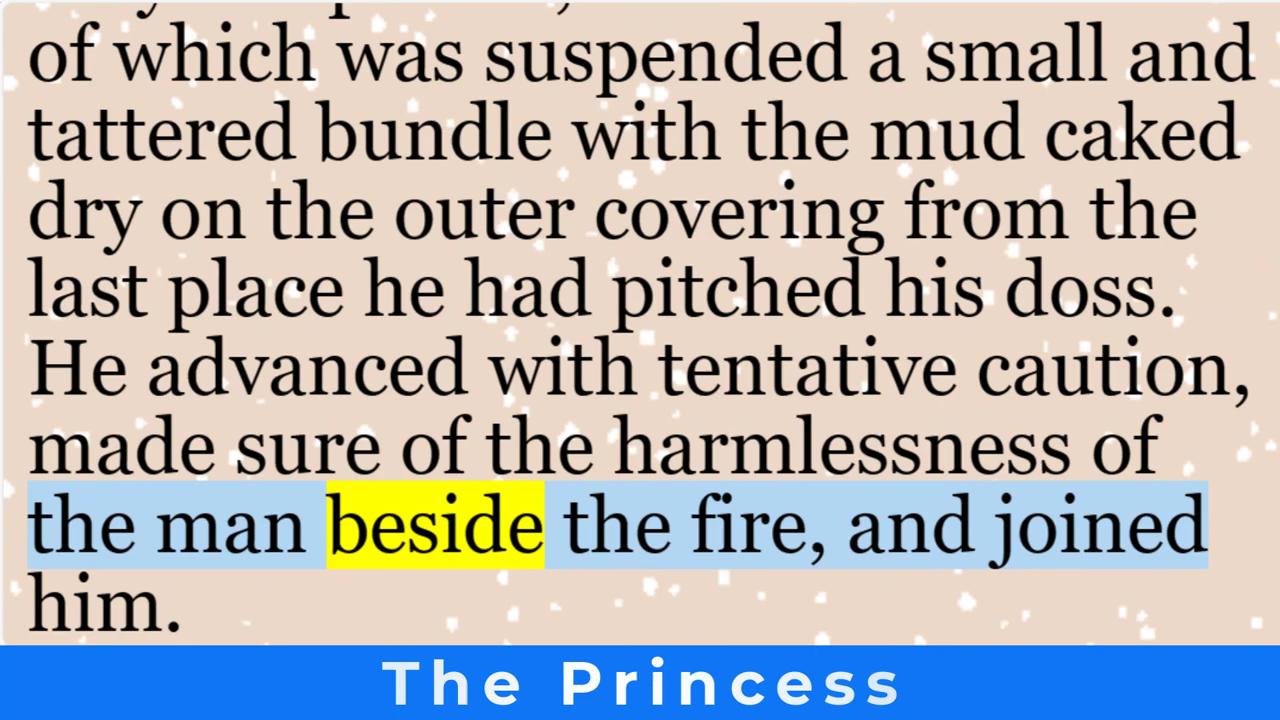 of which was suspended a small and
tattered bundle with the mud caked
dry on the outer covering from the
last place he had pitched his doss.
He advanced with tentative caution,
made sure of the harmlessness of
the man beside the fire, and joined
him.
The Princess